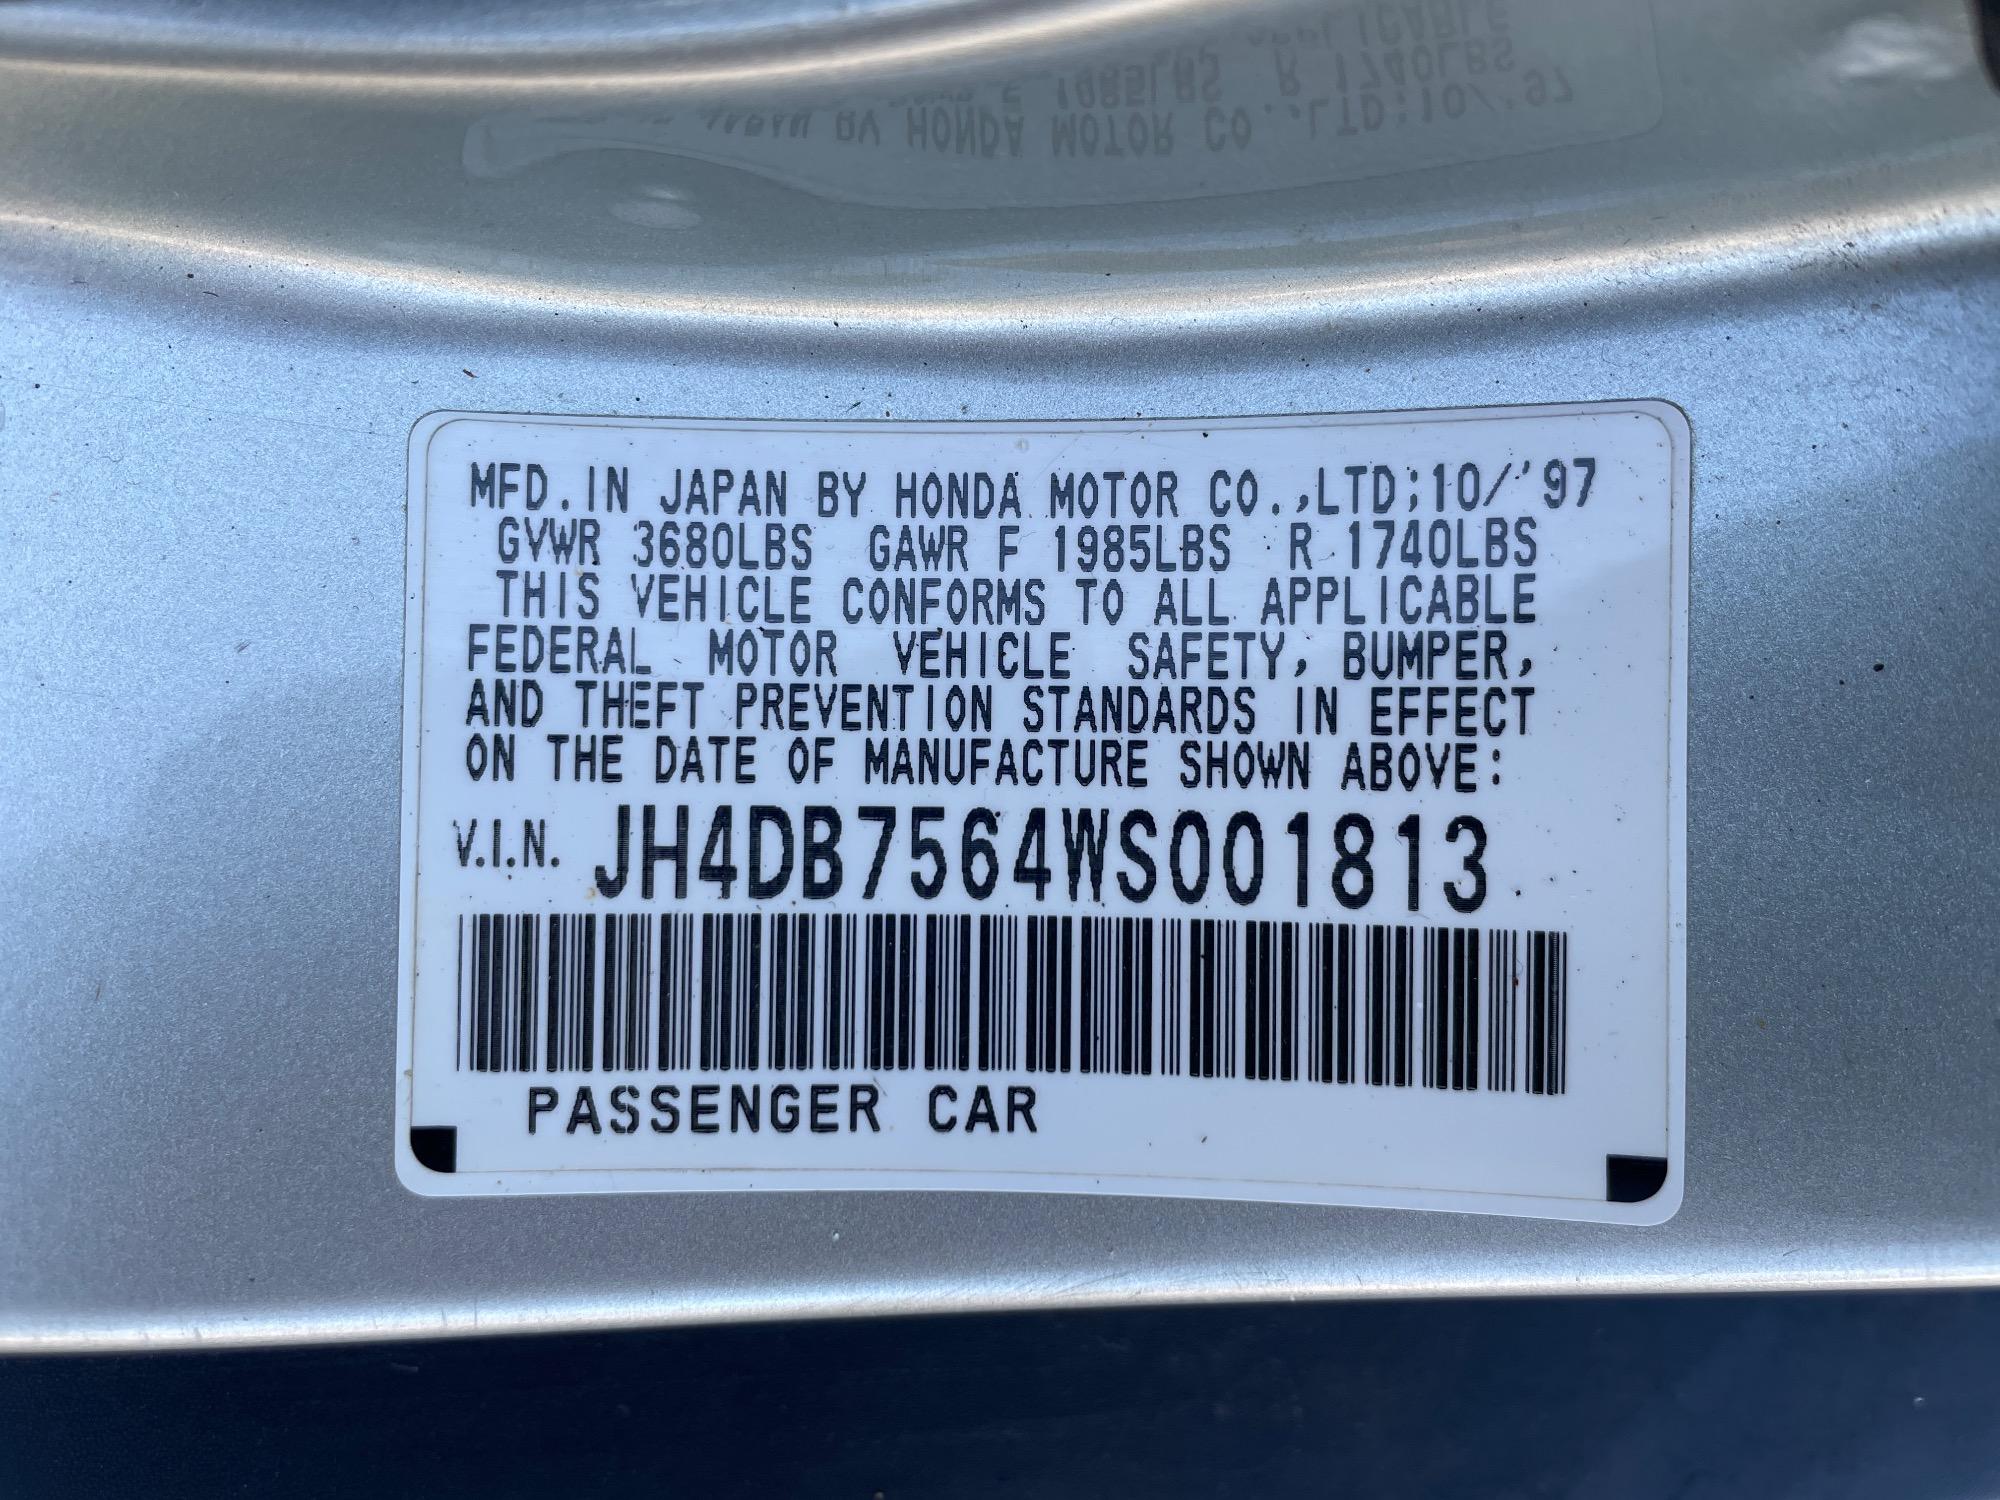 MFD. IN JAPAN BY HONDA MOTOR CO., LTD; 10/'97
GVWR 3680LBS GAWR F 1985LBS R 1740LBS
THIS VEHICLE CONFORMS TO ALL APPLICABLE
FEDERAL MOTOR VEHICLE SAFETY, BUMPER,
AND THEFT PREVENTION STANDARDS IN EFFECT
ON THE DATE OF MANUFACTURE SHOWN ABOVE:
V.I.N. JH4DB7564WS001813
PASSENGER CAR